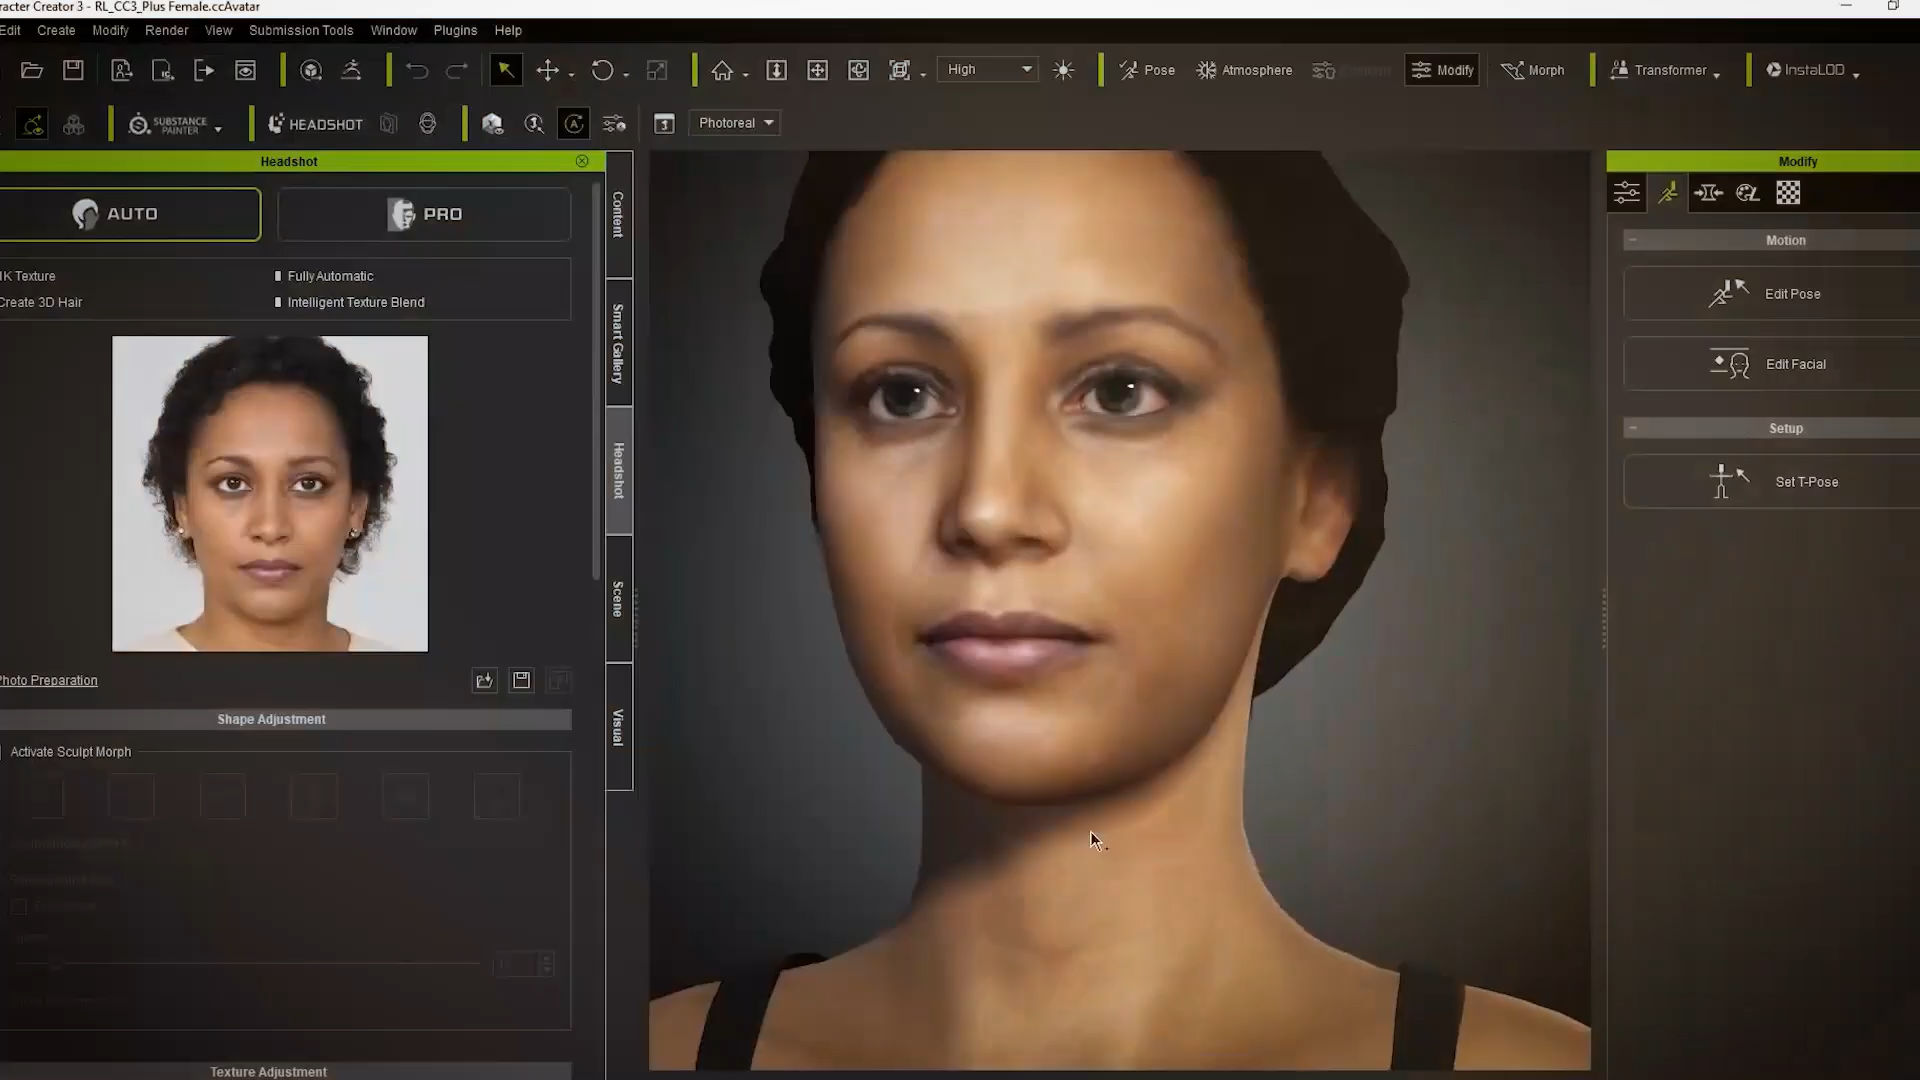 racter Creator 3 - RL_CC3_Plus Female.ccAvatar
Edit Create Modify Render View Submission Tools Window Plugins Help
High Pose Atmosphere Modify Morph Transformer InstaLOD
SUBSTANCE PAINTER HEADSHOT Photoreal
Headshot
AUTO PRO
1K Texture Fully Automatic
Create 3D Hair Intelligent Texture Blend
Photo Preparation
Shape Adjustment
Activate Sculpt Morph
Texture Adjustment
Content
Smart Gallery
Headshot
Scene
Visual
Modify
Motion
Edit Pose
Edit Facial
Setup
Set T-Pose